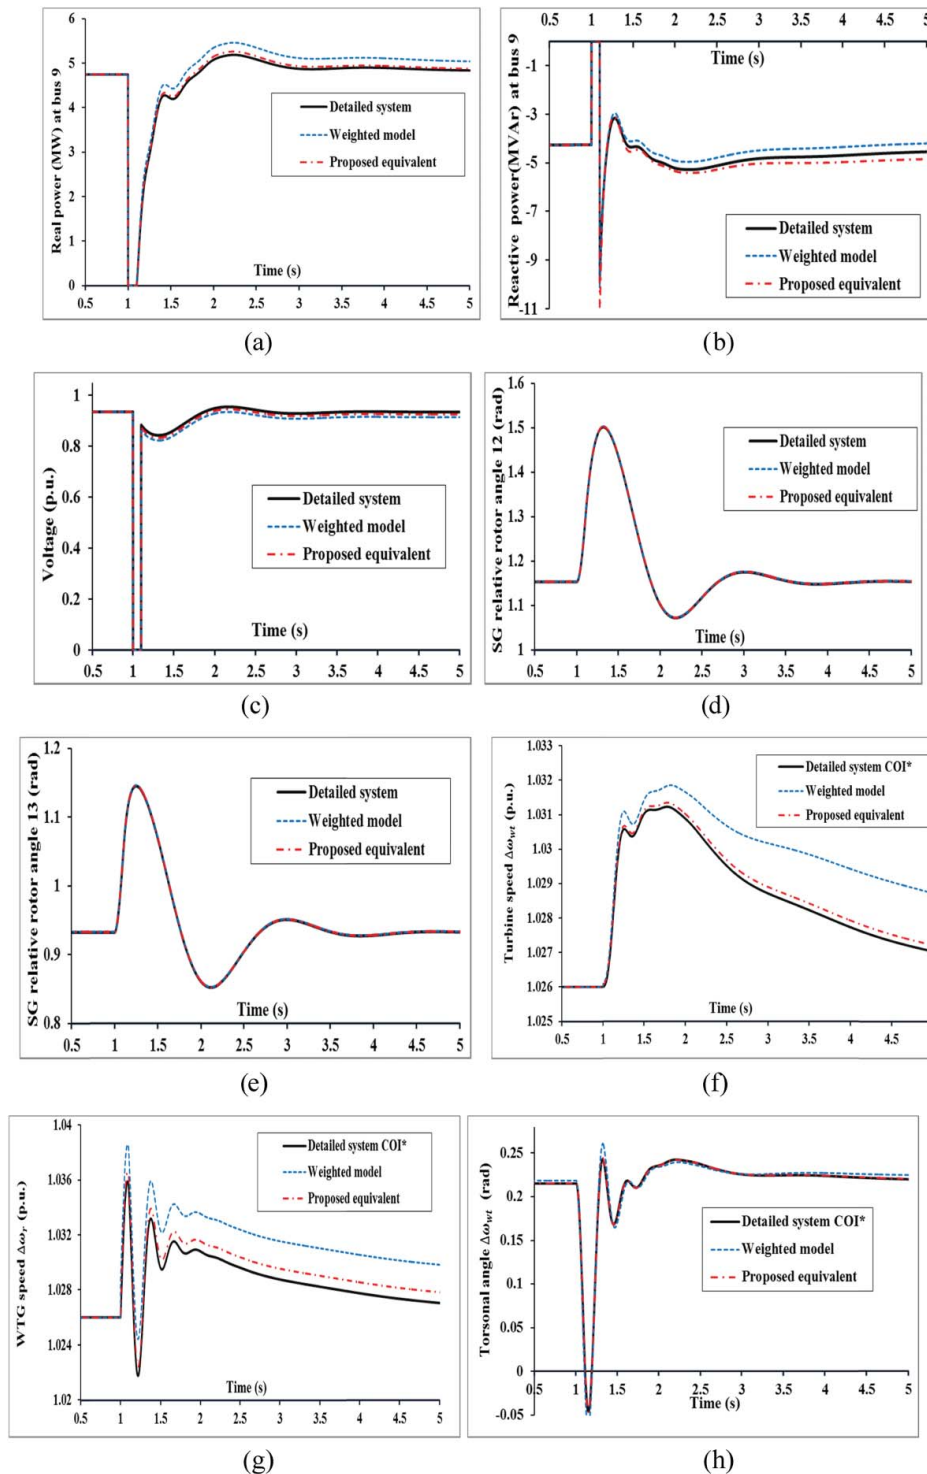 Real power (MW) at bus 9
6
5
4
3
2
1
0
0.5 1 1.5 2 2.5 3 3.5 4 4.5 5
Time (s)
Detailed system
Weighted model
Proposed equivalent
(a)
0.5 1 1.5 2 2.5 3 3.5 4 4.5 5
Time (s)
Reactive power(MVAr) at bus 9
-1
-3
-5
-7
-9
-11
Detailed system
Weighted model
Proposed equivalent
(b)
Voltage (p.u.)
1
0.8
0.6
0.4
0.2
0
0.5 1 1.5 2 2.5 3 3.5 4 4.5 5
Time (s)
Detailed system
Weighted model
Proposed equivalent
(c)
SG relative rotor angle 12 (rad)
1.6
1.5
1.4
1.3
1.2
1.1
1
0.5 1 1.5 2 2.5 3 3.5 4 4.5 5
Time (s)
Detailed system
Weighted model
Proposed equivalent
(d)
SG relative rotor angle 13 (rad)
1.2
1.1
1
0.9
0.8
0.5 1 1.5 2 2.5 3 3.5 4 4.5 5
Time (s)
Detailed system
Weighted model
Proposed equivalent
(e)
Turbine speed Δω_wt (p.u.)
1.033
1.032
1.031
1.03
1.029
1.028
1.027
1.026
1.025
0.5 1 1.5 2 2.5 3 3.5 4 4.5
Time (s)
Detailed system COI*
Weighted model
Proposed equivalent
(f)
WTG speed Δω_r (p.u.)
1.04
1.036
1.032
1.028
1.024
1.02
0.5 1 1.5 2 2.5 3 3.5 4 4.5 5
Time (s)
Detailed system COI*
Weighted model
Proposed equivalent
(g)
Torsonal angle Δω_wt (rad)
0.25
0.2
0.15
0.1
0.05
0
-0.05
0.5 1 1.5 2 2.5 3 3.5 4 4.5 5
Time (s)
Detailed system COI*
Weighted model
Proposed equivalent
(h)